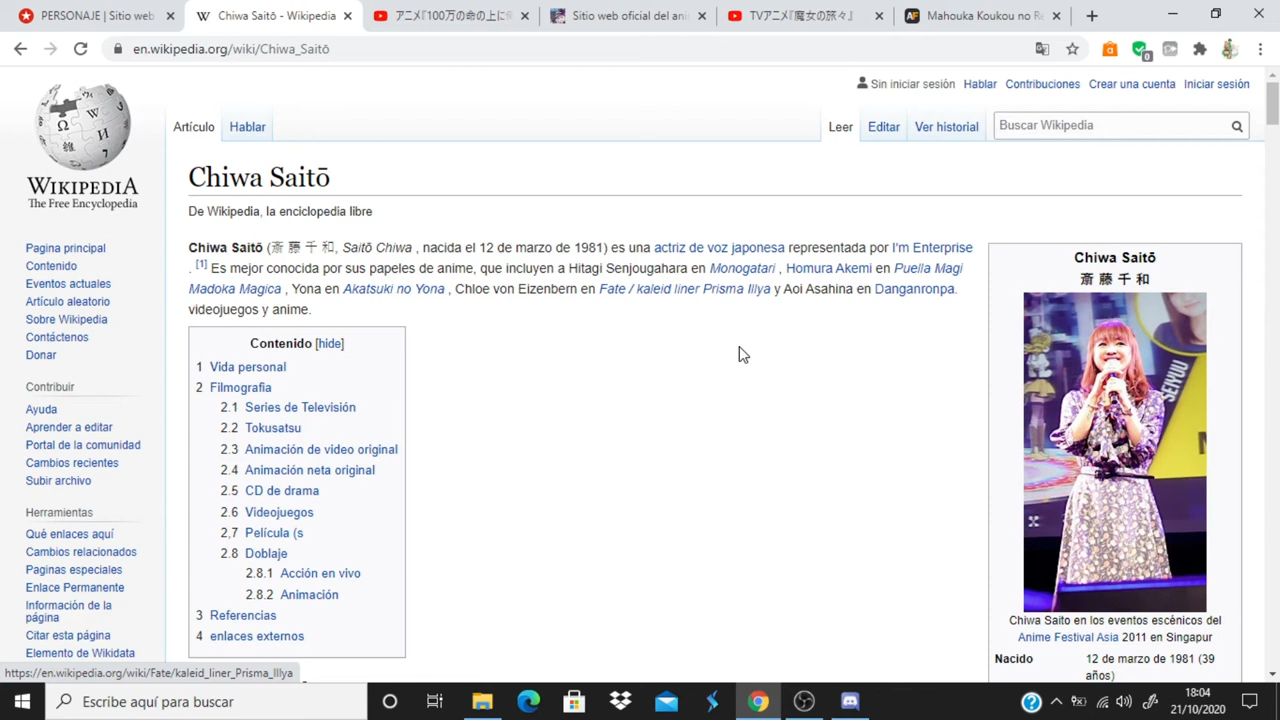 PERSONAJE | Sitio web
Chiwa Saitō - Wikipedia
アニメ『100万の命の上に
Sitio web oficial del ani
TVアニメ『魔女の旅々』
Mahouka Koukou no Re
en.wikipedia.org/wiki/Chiwa_Saitō
Sin iniciar sesión Hablar Contribuciones Crear una cuenta Iniciar sesión
Artículo Hablar Leer Editar Ver historial Buscar Wikipedia
WIKIPEDIA
The Free Encyclopedia
Pagina principal
Contenido
Eventos actuales
Artículo aleatorio
Sobre Wikipedia
Contáctenos
Donar
Contribuir
Ayuda
Aprender a editar
Portal de la comunidad
Cambios recientes
Subir archivo
Herramientas
Qué enlaces aquí
Cambios relacionados
Paginas especiales
Enlace Permanente
Información de la
página
Citar esta página
Elemento de Wikidata
Chiwa Saitō
De Wikipedia, la enciclopedia libre
Chiwa Saitō (斎 藤 千 和, Saitō Chiwa , nacida el 12 de marzo de 1981) es una actriz de voz japonesa representada por I'm Enterprise
. [1] Es mejor conocida por sus papeles de anime, que incluyen a Hitagi Senjougahara en Monogatari , Homura Akemi en Puella Magi
Madoka Magica , Yona en Akatsuki no Yona , Chloe von Eizenbern en Fate / kaleid liner Prisma Illya y Aoi Asahina en Danganronpa.
videojuegos y anime.
Contenido [hide]
1 Vida personal
2 Filmografia
2.1 Series de Televisión
2.2 Tokusatsu
2.3 Animación de video original
2.4 Animación neta original
2.5 CD de drama
2.6 Videojuegos
2,7 Película (s
2.8 Doblaje
2.8.1 Acción en vivo
2.8.2 Animación
3 Referencias
4 enlaces externos
Chiwa Saitō
斎 藤 千 和
SEIYUU
Chiwa Saito en los eventos escénicos del
Anime Festival Asia 2011 en Singapur
Nacido 12 de marzo de 1981 (39
años)
https://en.wikipedia.org/wiki/Fate/kaleid_liner_Prisma_Illya
Escribe aquí para buscar
18:04
21/10/2020